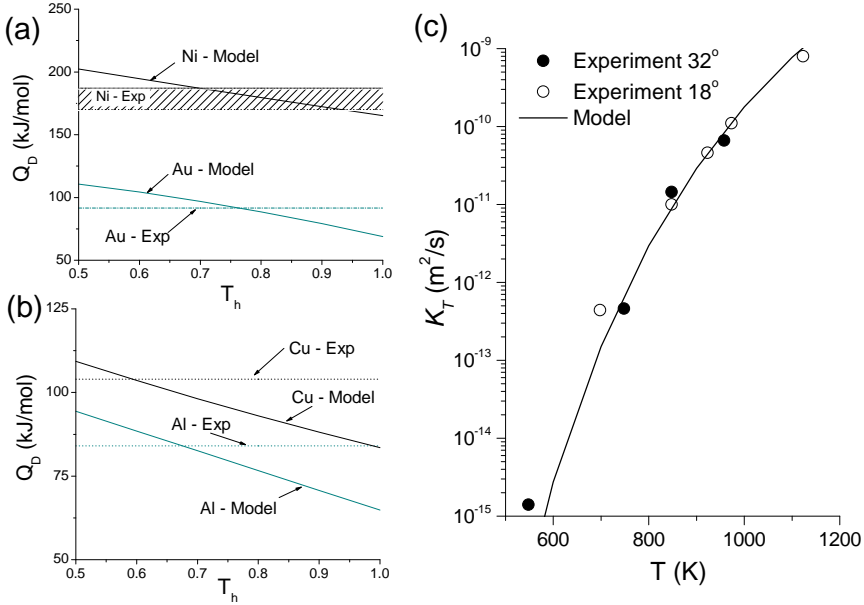 (a)
250
200
150
100
50
Q_D (kJ/mol)
Ni - Model
Ni - Exp
Au - Model
Au - Exp
0.5 0.6 0.7 0.8 0.9 1.0
T_h
(b)
125
100
75
50
Q_D (kJ/mol)
Cu - Exp
Cu - Model
Al - Exp
Al - Model
0.5 0.6 0.7 0.8 0.9 1.0
T_h
(c)
10⁻⁹
10⁻¹⁰
10⁻¹¹
10⁻¹²
10⁻¹³
10⁻¹⁴
10⁻¹⁵
K_T (m²/s)
Experiment 32°
Experiment 18°
Model
600 800 1000 1200
T (K)